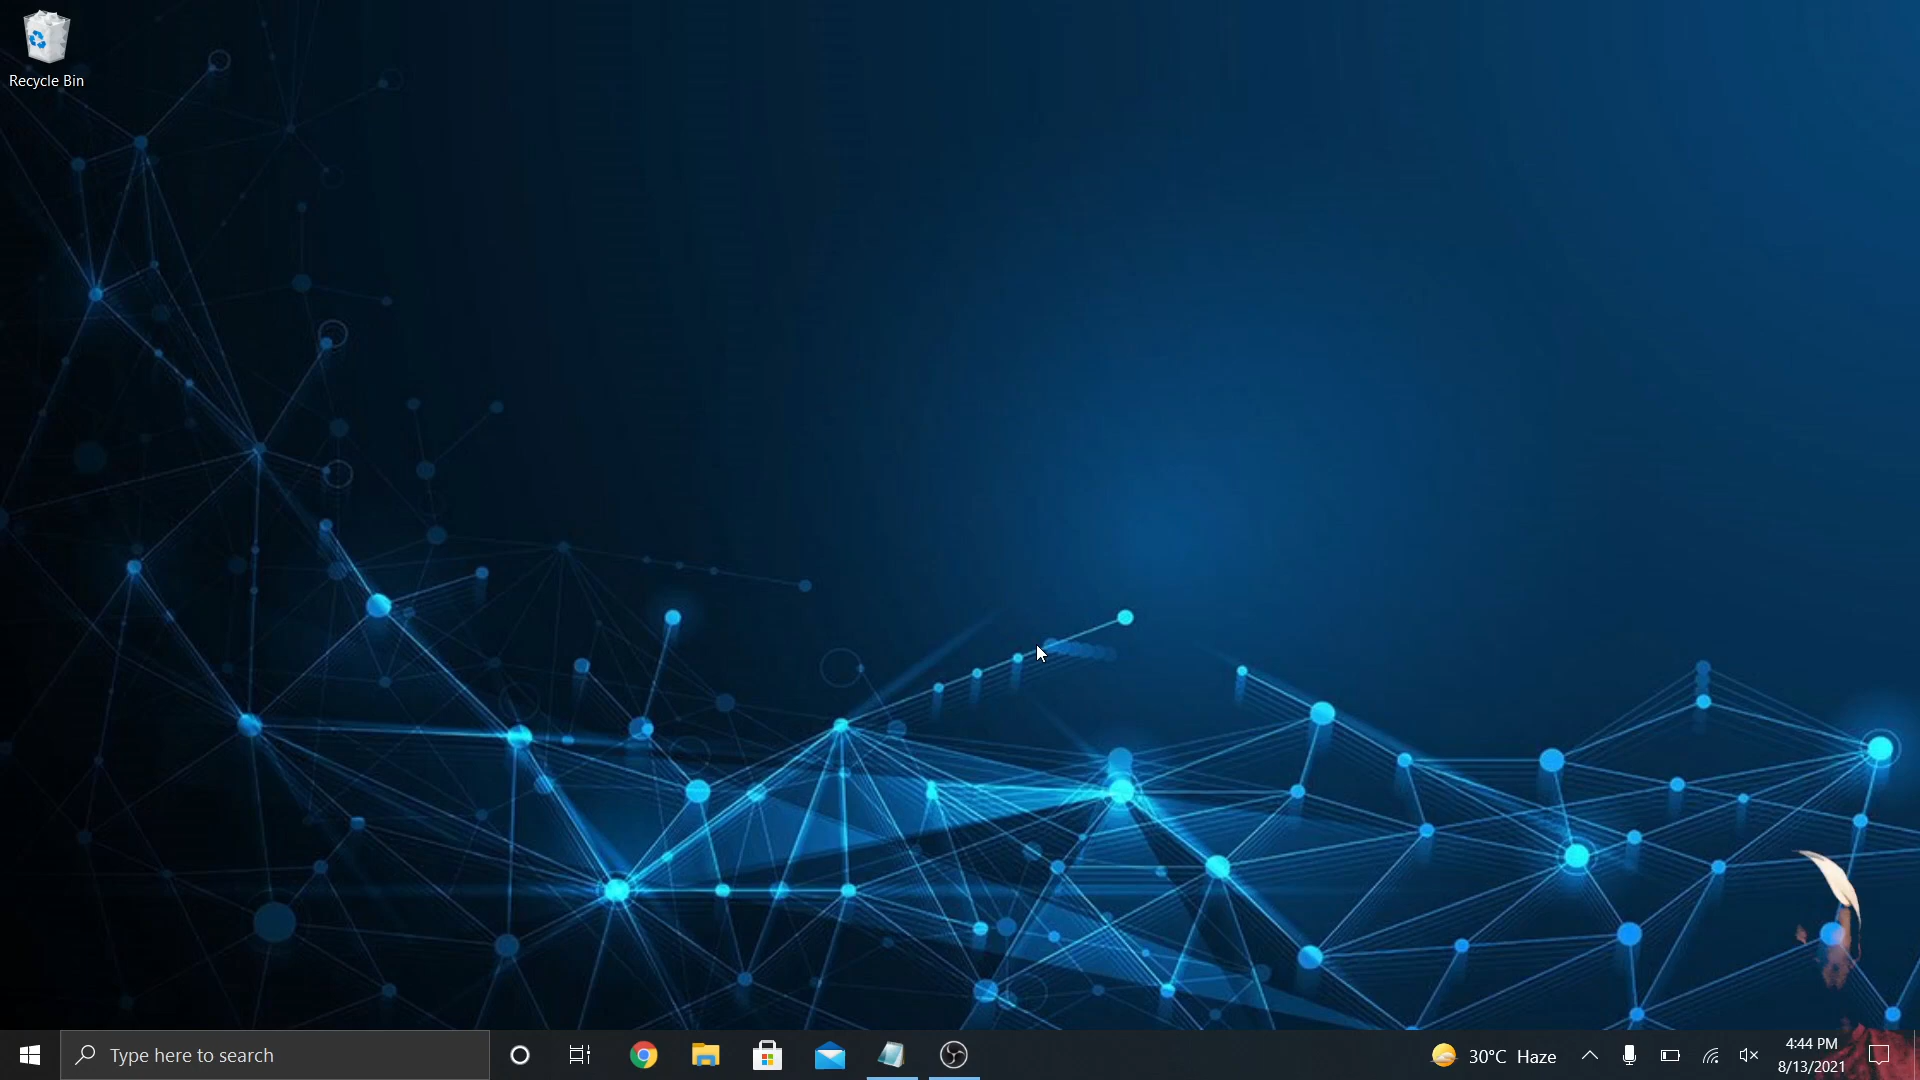 Recycle Bin
Type here to search
30°C Haze
4:44 PM
8/13/2021